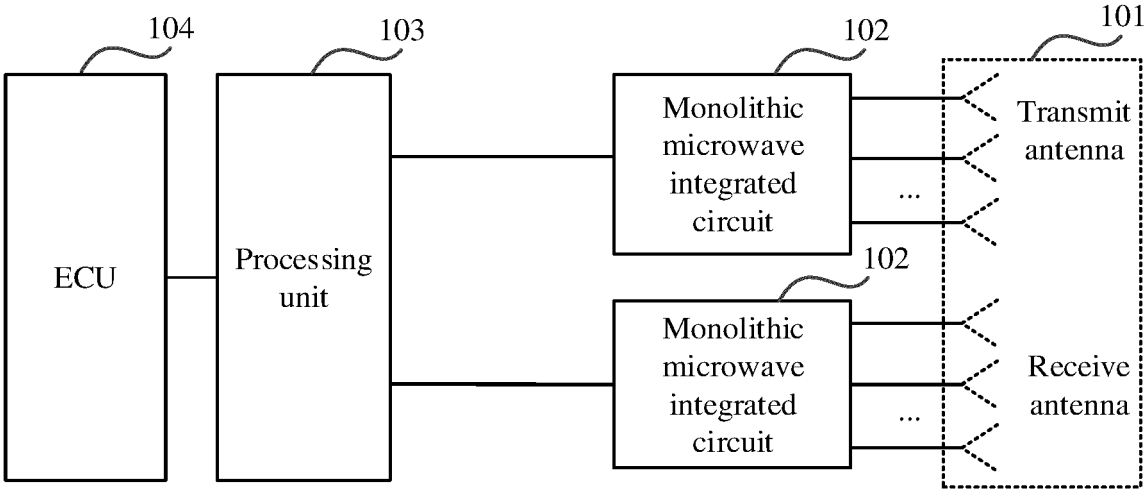 104
103
102
101
ECU
Processing
unit
Monolithic
microwave
integrated
circuit
...
Transmit
antenna
102
Monolithic
microwave
integrated
circuit
...
Receive
antenna